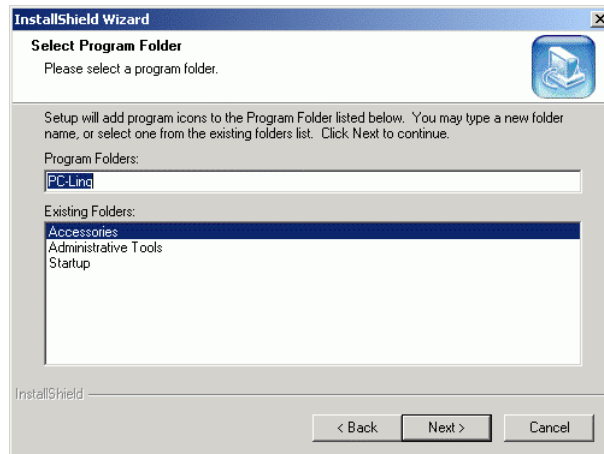 InstallShield Wizard
Select Program Folder
Please select a program folder.
Setup will add program icons to the Program Folder listed below. You may type a new folder
name, or select one from the existing folders list. Click Next to continue.
Program Folders:
PC-Linq
Existing Folders:
Accessories
Administrative Tools
Startup
InstallShield
< Back
Next >
Cancel